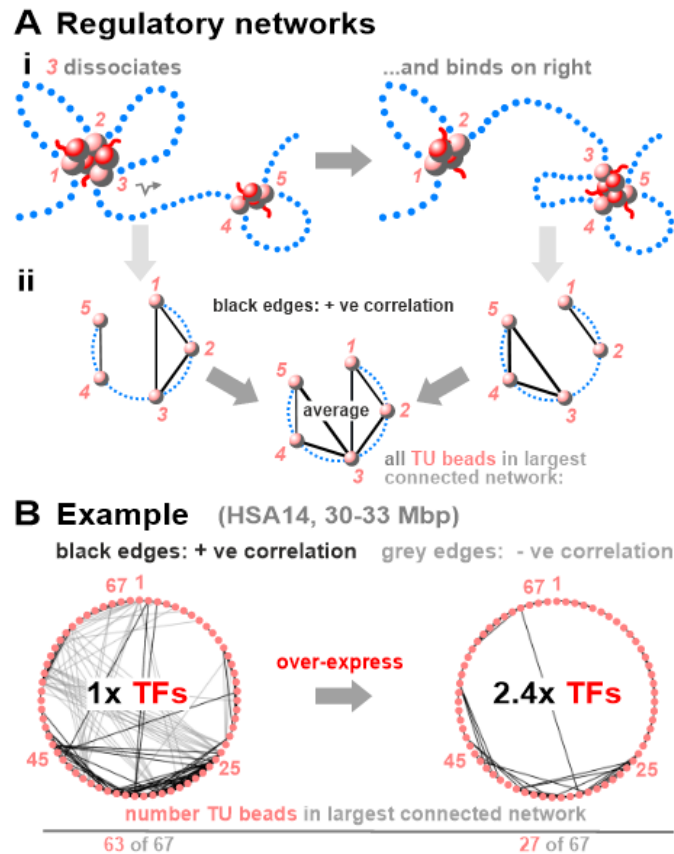 A Regulatory networks
i 3 dissociates
...and binds on right
2
1
3
5
4
2
1
3
5
4
ii
black edges: + ve correlation
1
5
2
4
3
1
5
2
4
3
1
5
average
2
4
3
all TU beads in largest
connected network:
B Example (HSA14, 30-33 Mbp)
black edges: + ve correlation grey edges: - ve correlation
67 1
67 1
over-express
1x TFs
2.4x TFs
45
25
45
25
number TU beads in largest connected network
63 of 67
27 of 67